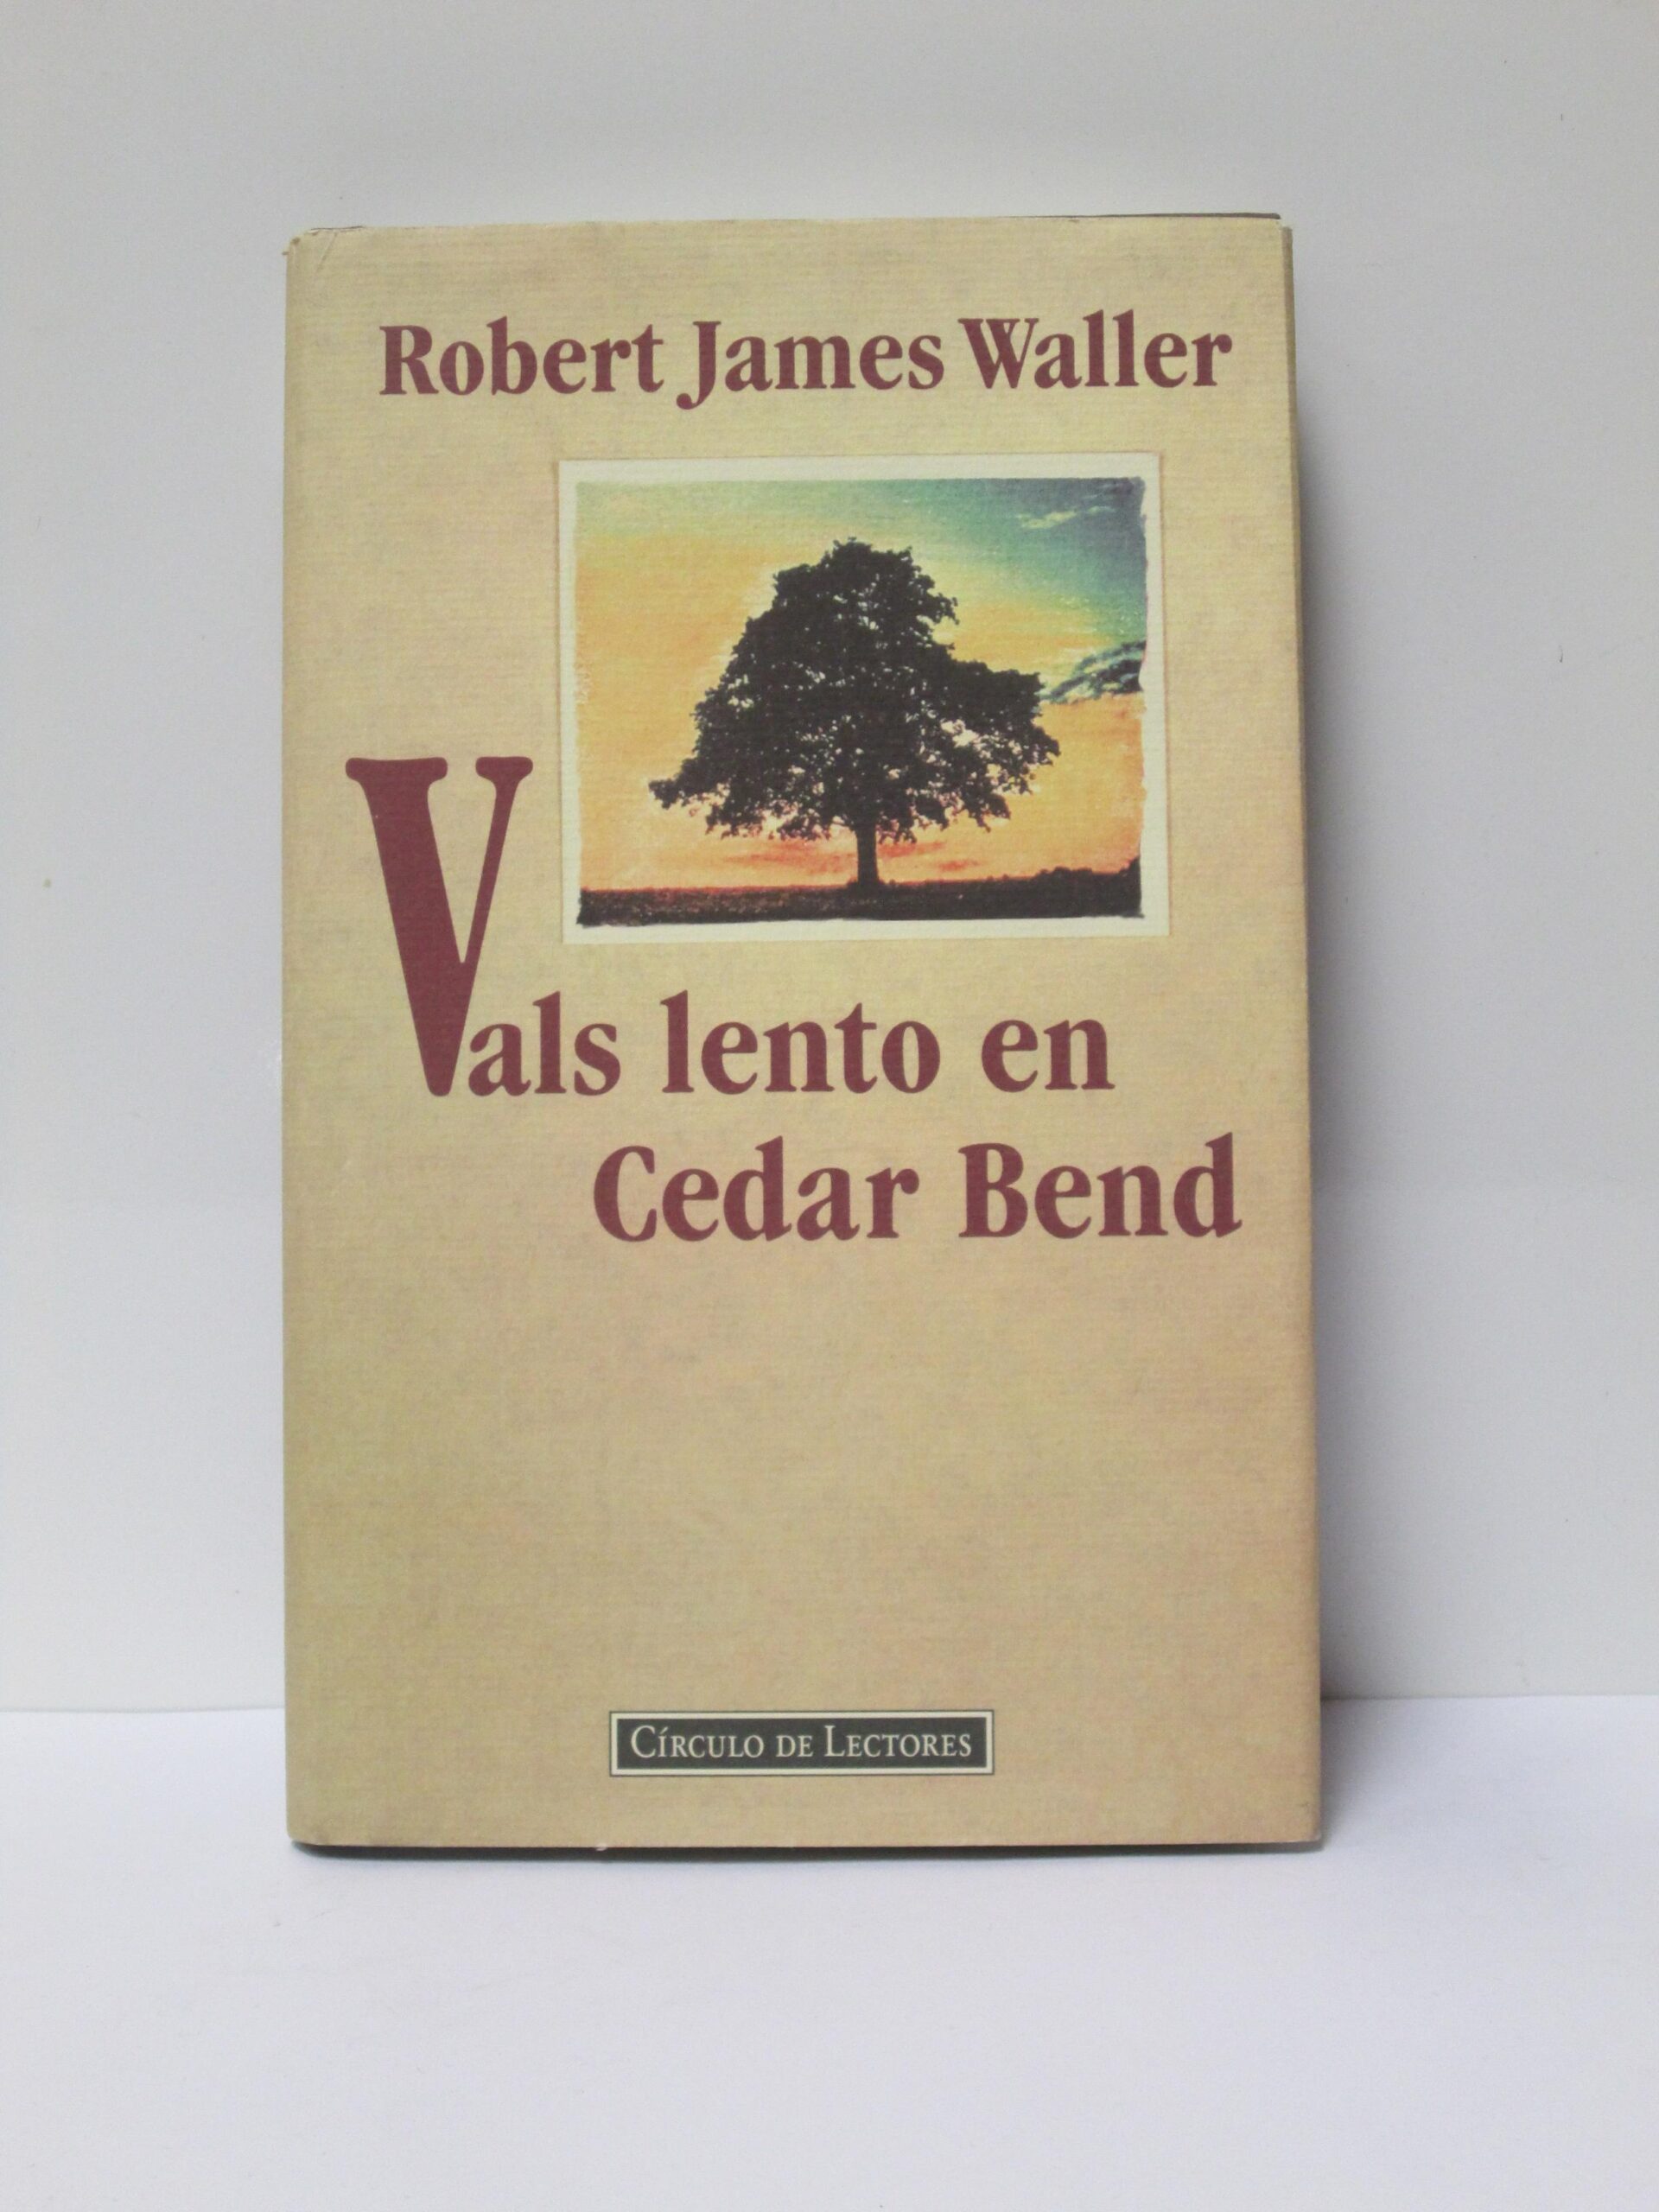 Robert James Waller
Vals lento en
Cedar Bend
CÍRCULO DE LECTORES